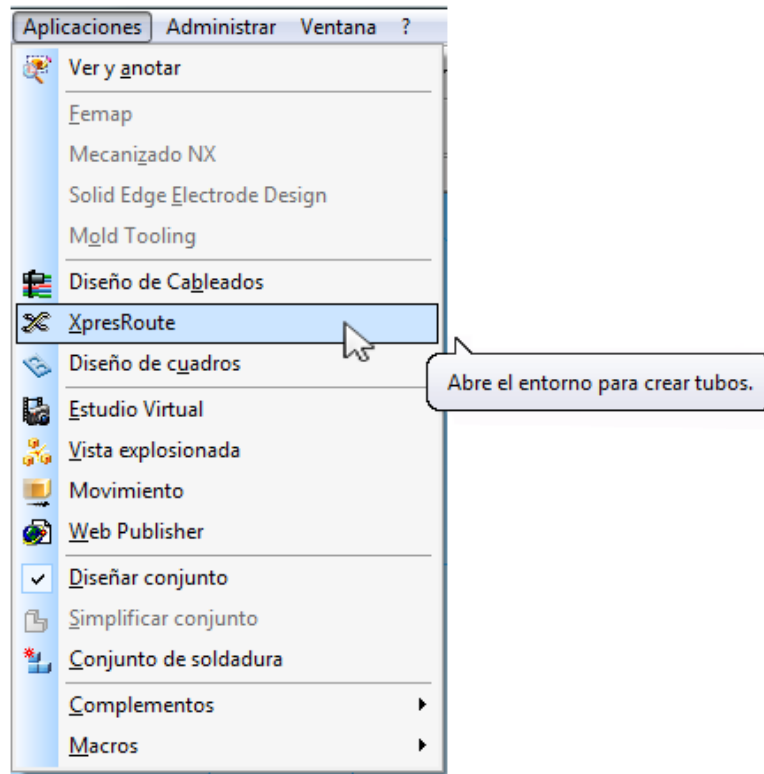 Aplicaciones Administrar Ventana ?
Ver y anotar
Femap
Mecanizado NX
Solid Edge Electrode Design
Mold Tooling
Diseño de Cableados
XpresRoute
Abre el entorno para crear tubos.
Diseño de cuadros
Estudio Virtual
Vista explosionada
Movimiento
Web Publisher
Diseñar conjunto
Simplificar conjunto
Conjunto de soldadura
Complementos
Macros